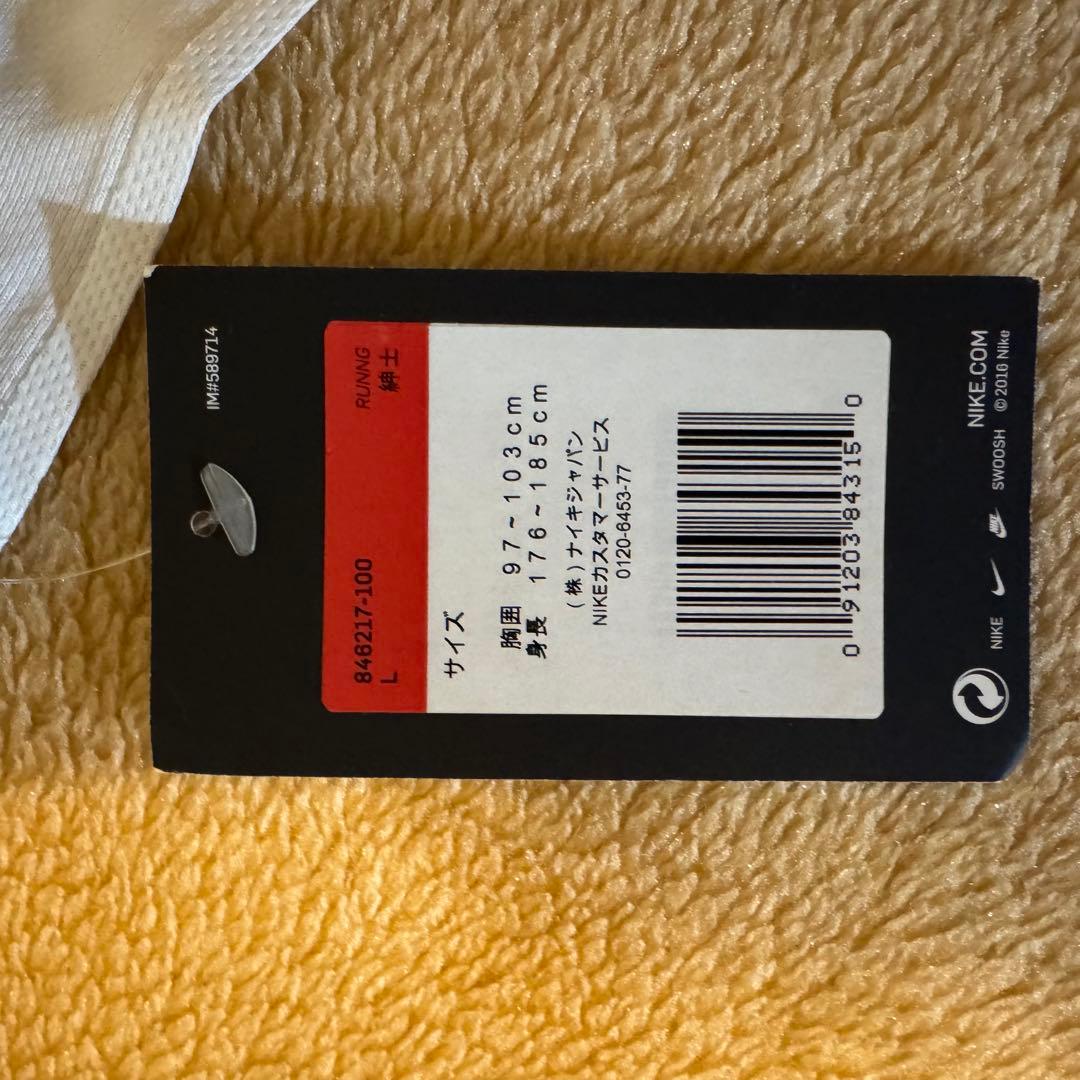 IM#589714
846217-100 RUNNG
L 紳士
サイズ
胸囲 97~103cm
身長 176~185cm
(株)ナイキジャパン
NIKEカスタマーサービス
0120-6453-77
0 91203 84315 0
NIKE.COM
NIKE SWOOSH © 2016 Nike